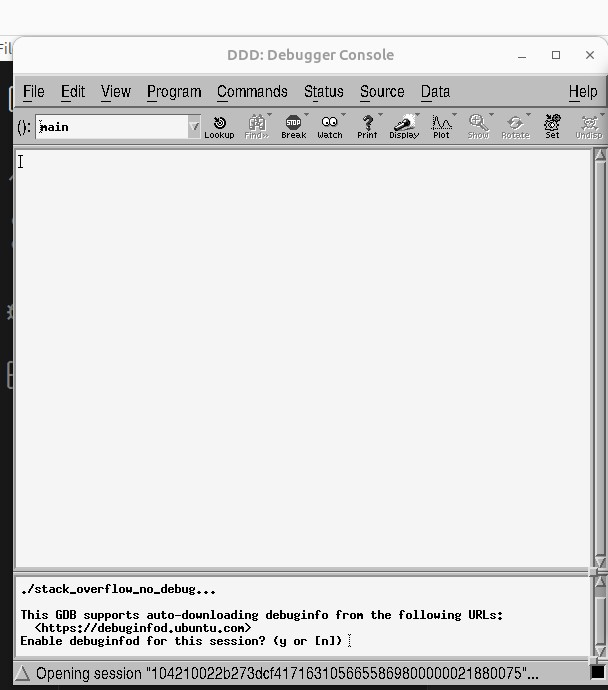 Fil
DDD: Debugger Console
File Edit View Program Commands Status Source Data Help
(): main
Lookup Find» Break Watch Print Display Plot Show Rotate Set Undisp
./stack_overflow_no_debug...
This GDB supports auto-downloading debuginfo from the following URLs:
<https://debuginfod.ubuntu.com>
Enable debuginfod for this session? (y or [n])
Opening session "104210022b273dcf4171631056655869800000021880075"...